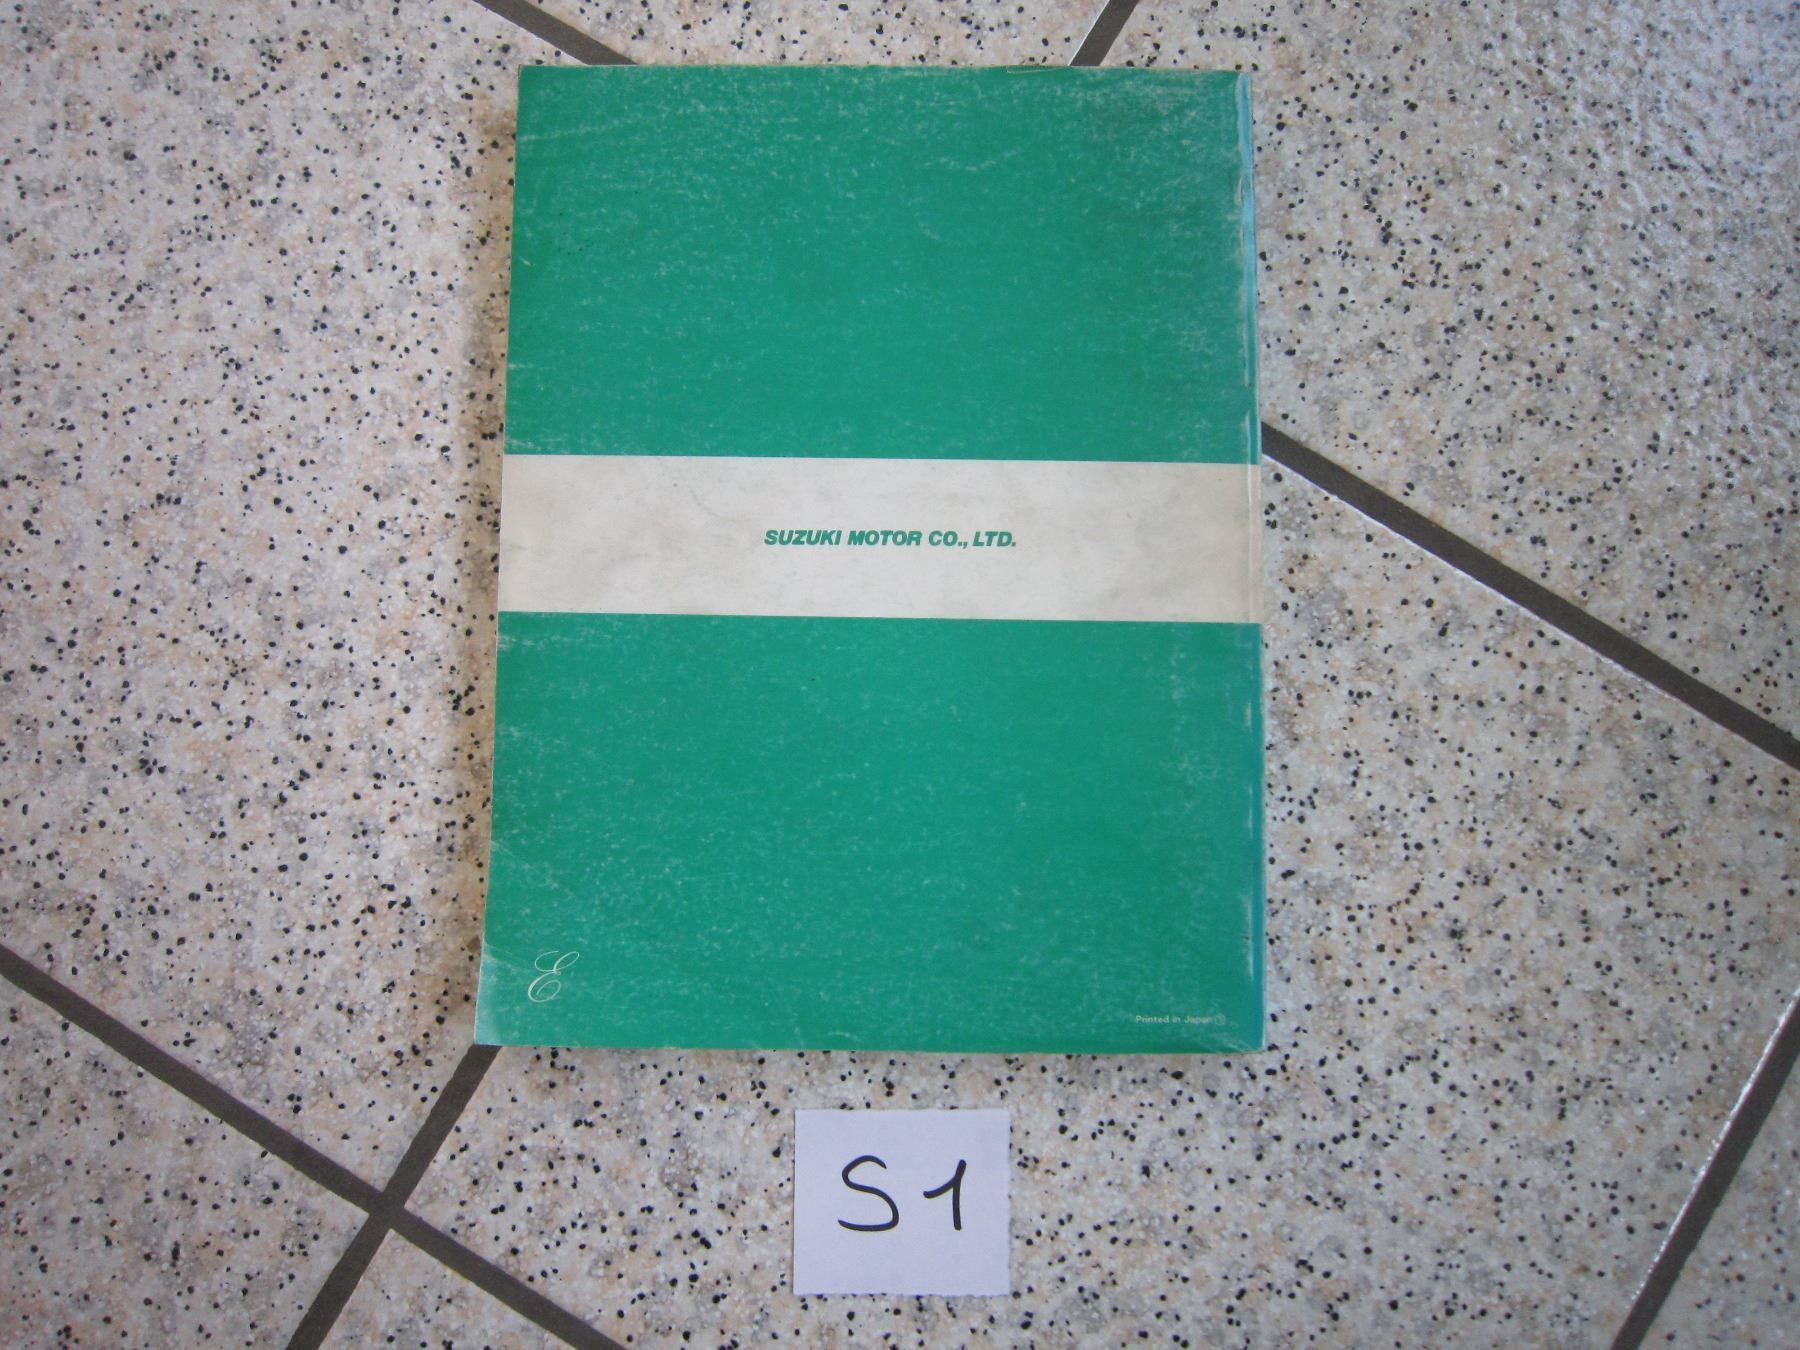 SUZUKI MOTOR CO., LTD.
E
Printed in Japan
S1